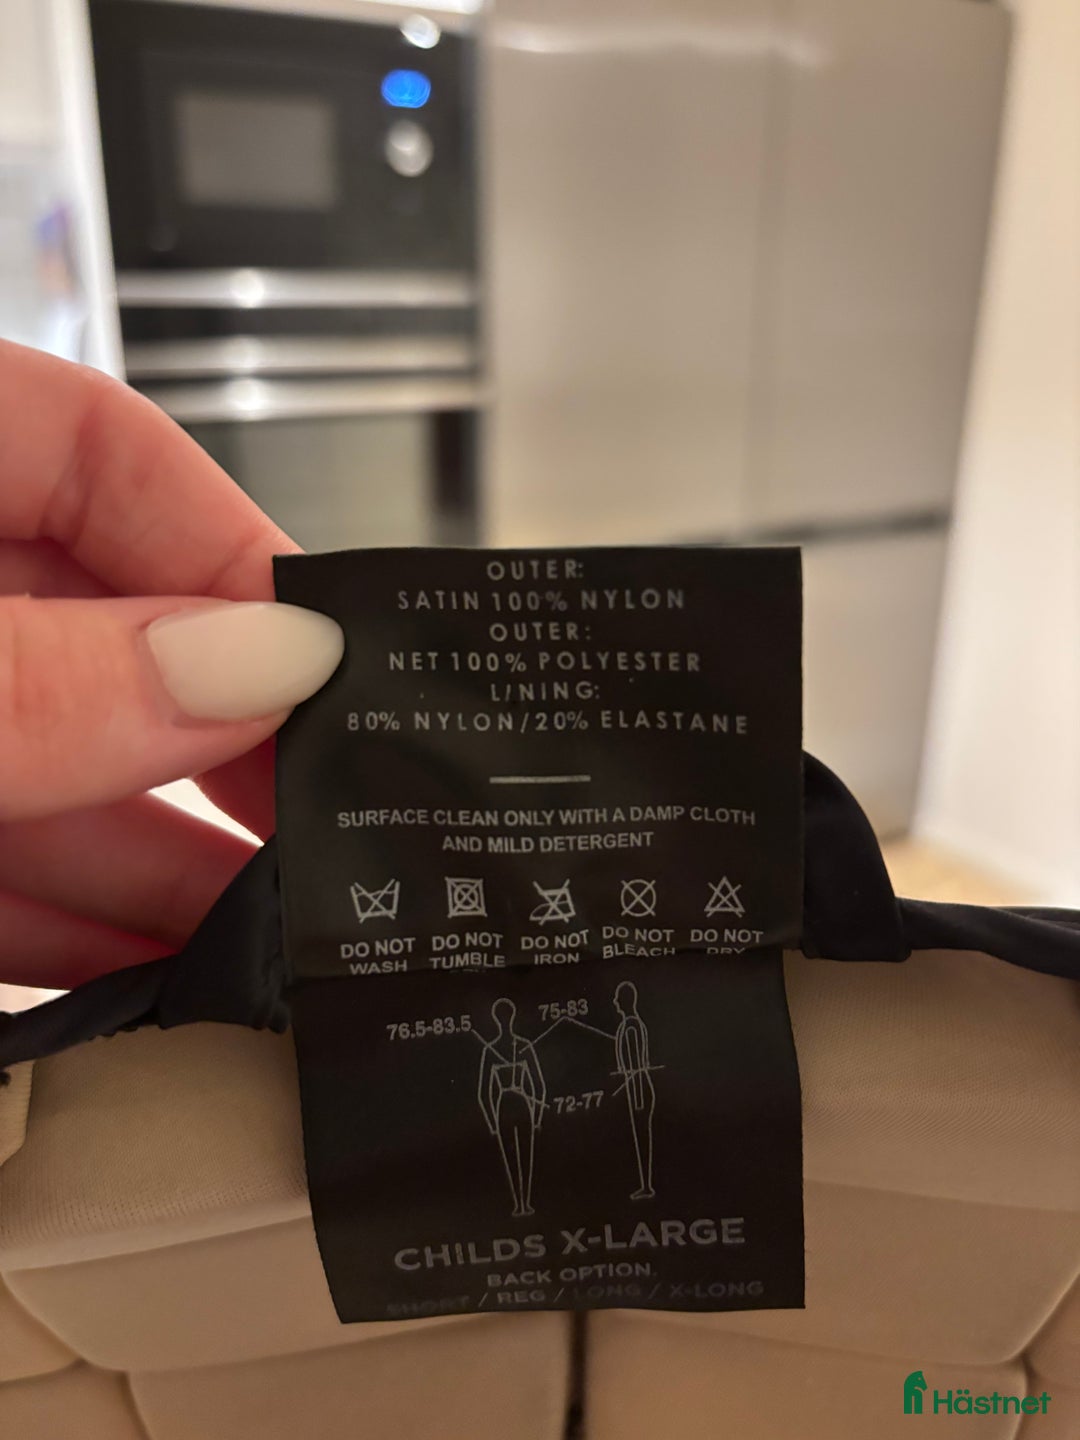 OUTER:
SATIN 100% NYLON
OUTER:
NET 100% POLYESTER
LINING:
80% NYLON/20% ELASTANE
SURFACE CLEAN ONLY WITH A DAMP CLOTH
AND MILD DETERGENT
DO NOT WASH
DO NOT TUMBLE DRY
DO NOT IRON
DO NOT BLEACH
DO NOT DRY
76.5-83.5
75-83
72-77
CHILDS X-LARGE
BACK OPTION.
SHORT / REG / LONG / X-LONG
Hästnet